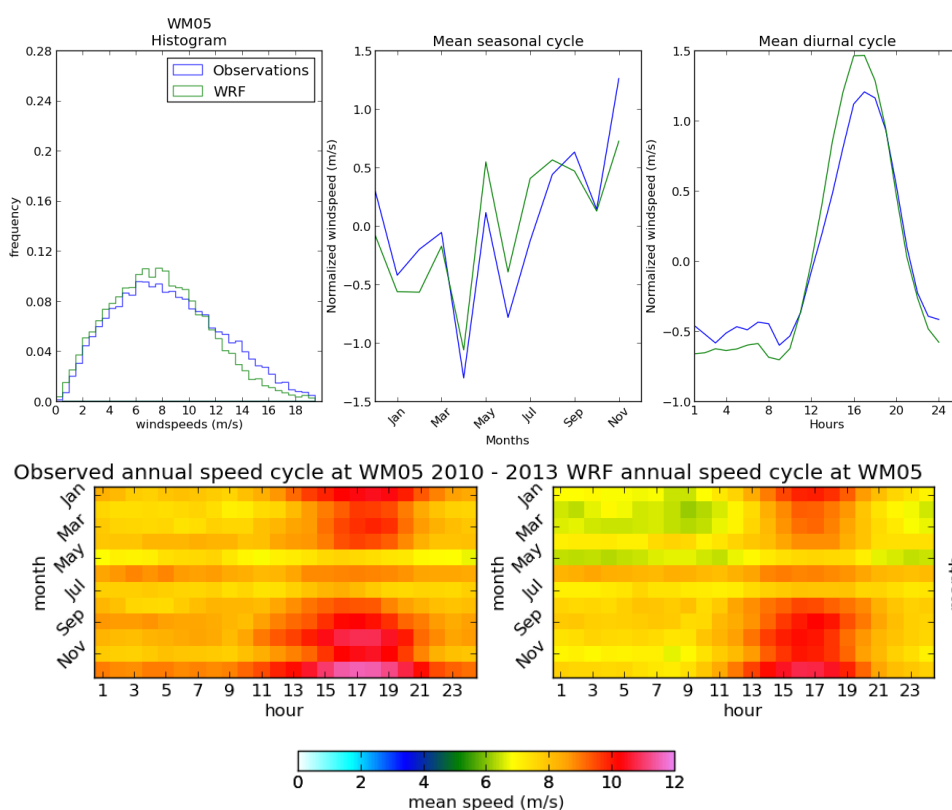 WM05
Histogram
0.28
0.24
0.2
0.16
0.12
0.08
0.04
0.0
frequency
Observations
WRF
0 2 4 6 8 10 12 14 16 18
windspeeds (m/s)
Mean seasonal cycle
1.5
1.0
0.5
0.0
−0.5
−1.0
−1.5
Normalized windspeed (m/s)
Jan Mar May Jul Sep Nov
Months
Mean diurnal cycle
1.5
1.0
0.5
0.0
−0.5
−1.0
Normalized windspeed (m/s)
1 4 8 12 16 20 24
Hours
Observed annual speed cycle at WM05 2010 - 2013 WRF annual speed cycle at WM05
Jan
Mar
May
Jul
Sep
Nov
month
1 3 5 7 9 11 13 15 17 19 21 23
hour
Jan
Mar
May
Jul
Sep
Nov
month
1 3 5 7 9 11 13 15 17 19 21 23
hour
0 2 4 6 8 10 12
mean speed (m/s)